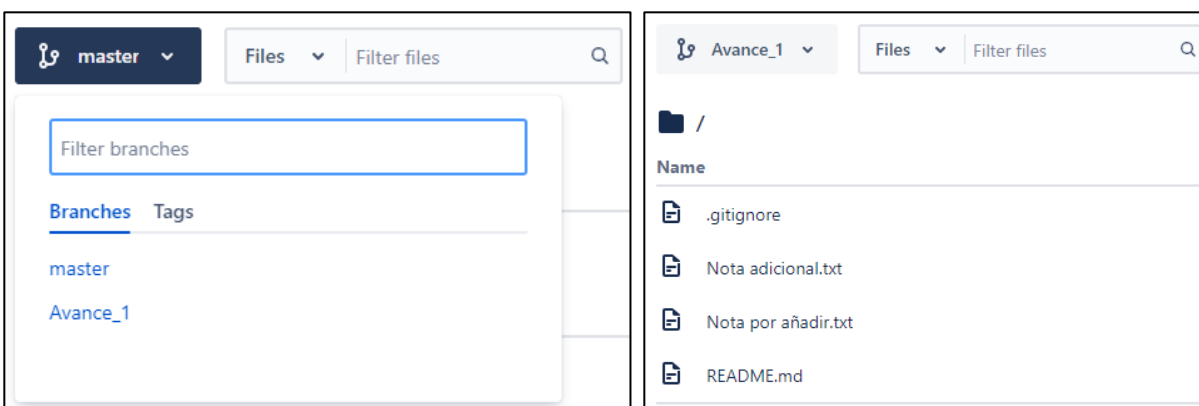 master
Files
Filter files
Filter branches
Branches
Tags
master
Avance_1
Avance_1
Files
Filter files
/
Name
.gitignore
Nota adicional.txt
Nota por añadir.txt
README.md